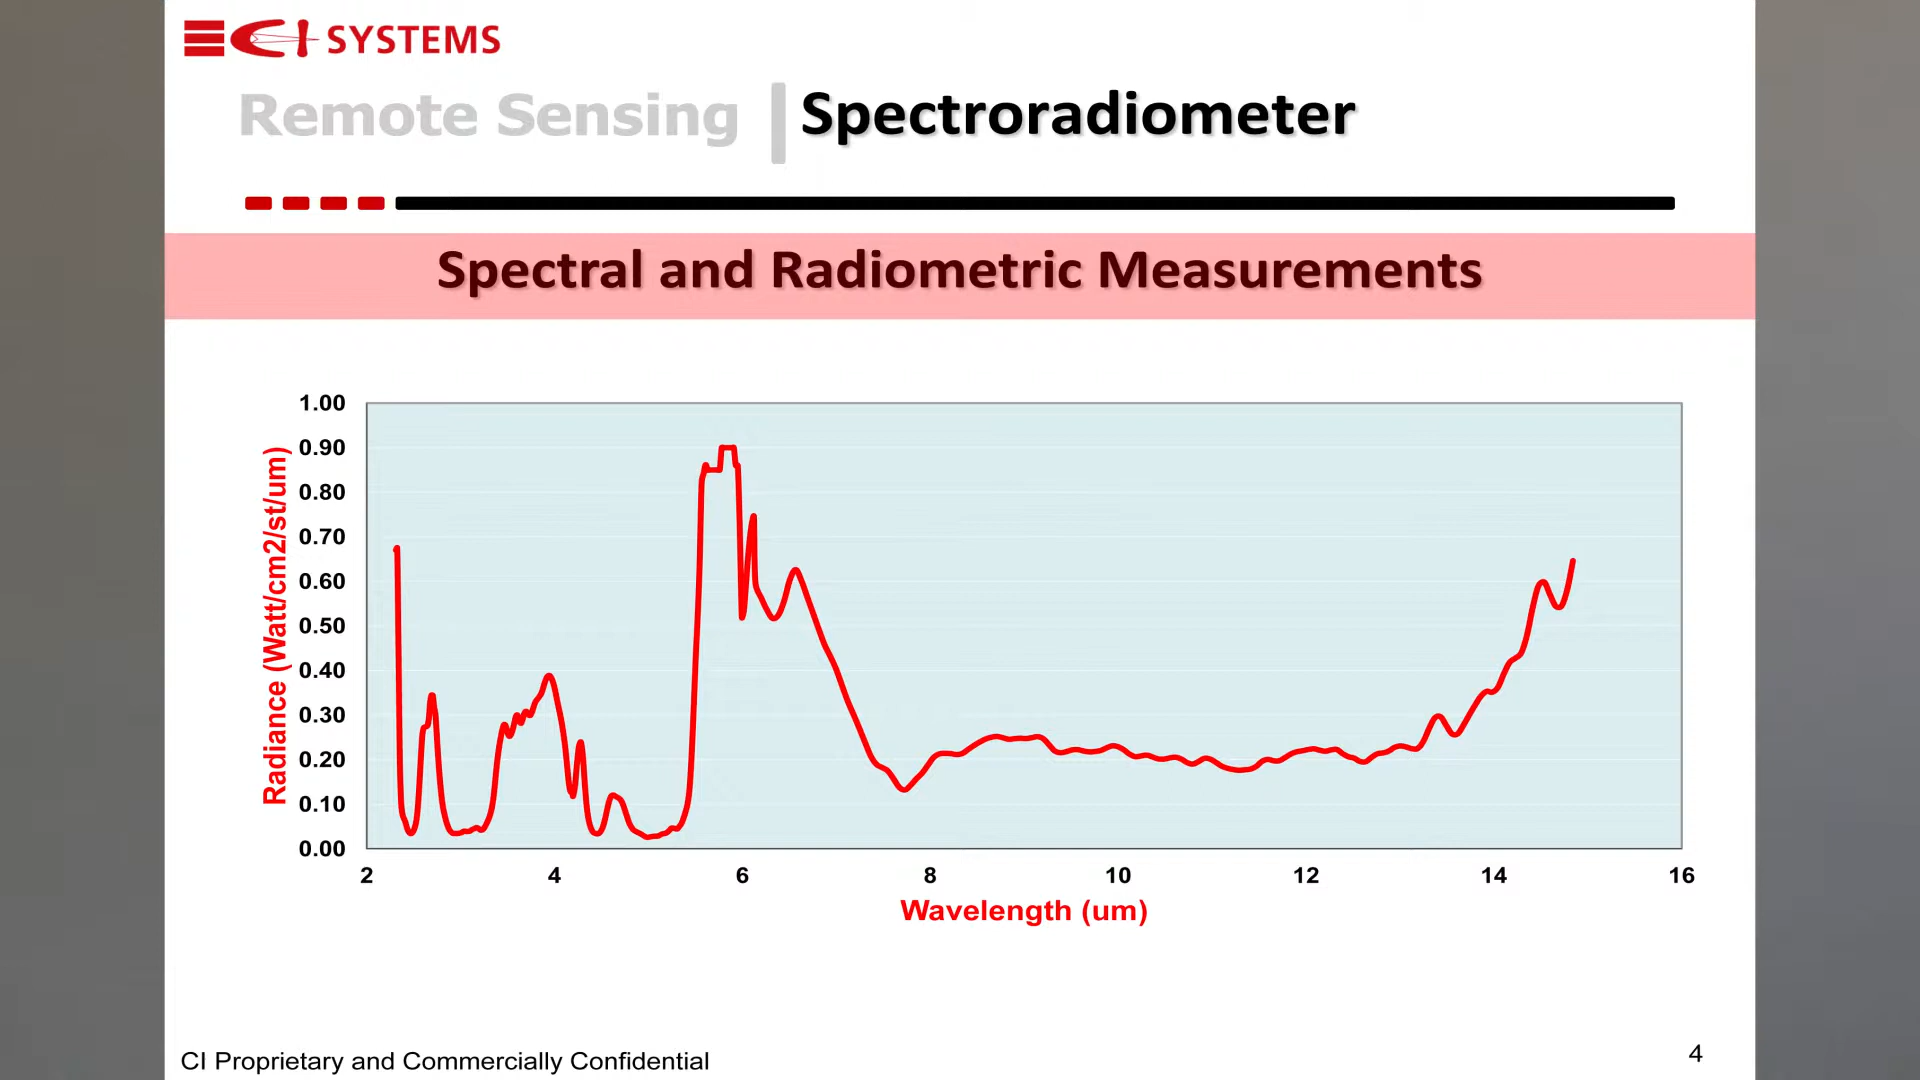 CI SYSTEMS
Remote Sensing | Spectroradiometer
Spectral and Radiometric Measurements
1.00
0.90
0.80
0.70
0.60
0.50
0.40
0.30
0.20
0.10
0.00
Radiance (Watt/cm2/st/um)
2 4 6 8 10 12 14 16
Wavelength (um)
CI Proprietary and Commercially Confidential
4